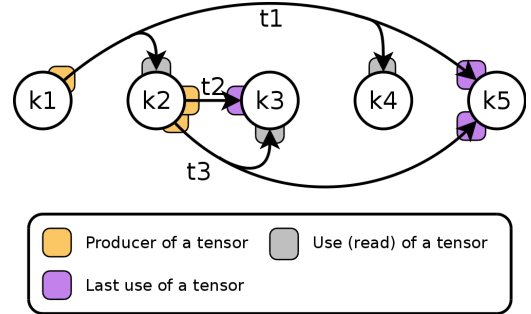 t1
k1
k2
t2
k3
k4
k5
t3
Producer of a tensor
Use (read) of a tensor
Last use of a tensor